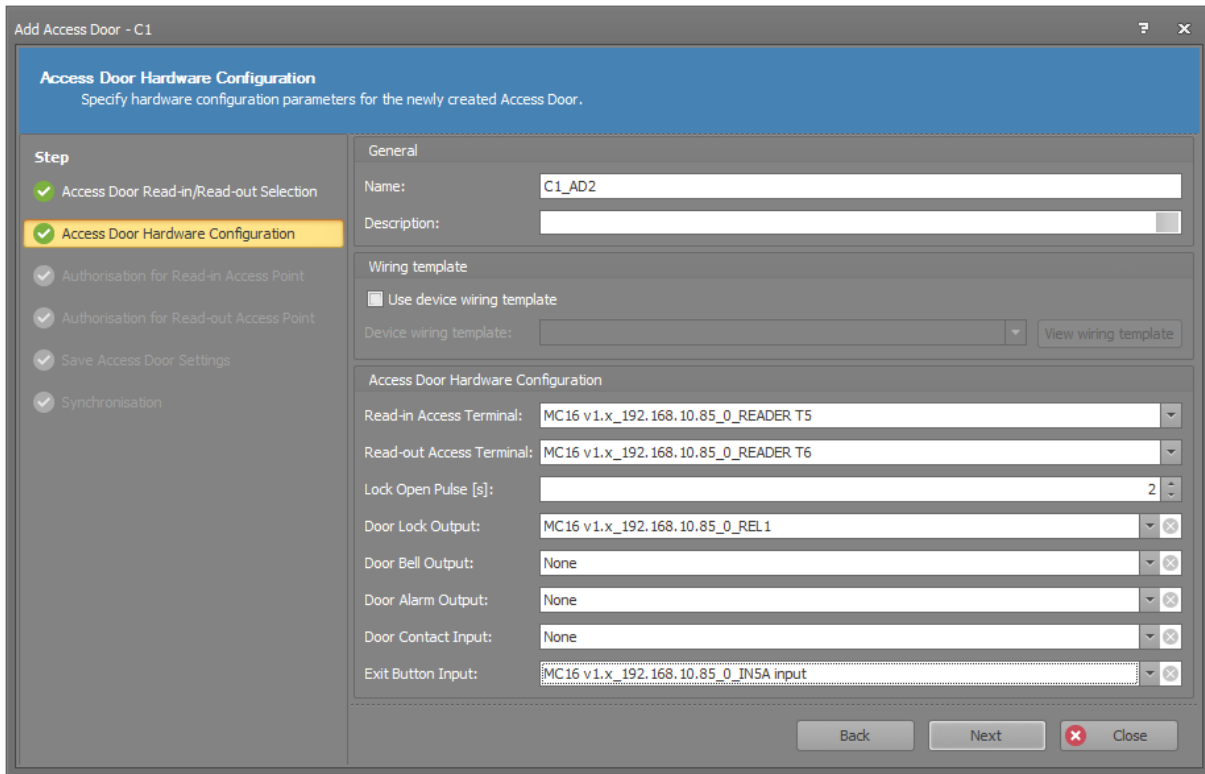 Add Access Door - C1
?
x
Access Door Hardware Configuration
Specify hardware configuration parameters for the newly created Access Door.
Step
Access Door Read-in/Read-out Selection
Access Door Hardware Configuration
Authorisation for Read-in Access Point
Authorisation for Read-out Access Point
Save Access Door Settings
Synchronisation
General
Name: C1_AD2
Description:
Wiring template
Use device wiring template
Device wiring template: View wiring template
Access Door Hardware Configuration
Read-in Access Terminal: MC16 v1.x_192.168.10.85_0_READER T5
Read-out Access Terminal: MC16 v1.x_192.168.10.85_0_READER T6
Lock Open Pulse [s]: 2
Door Lock Output: MC16 v1.x_192.168.10.85_0_REL1
Door Bell Output: None
Door Alarm Output: None
Door Contact Input: None
Exit Button Input: MC16 v1.x_192.168.10.85_0_IN5A input
Back Next Close